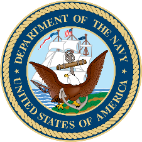 DEPARTMENT OF THE NAVY
UNITED STATES OF AMERICA